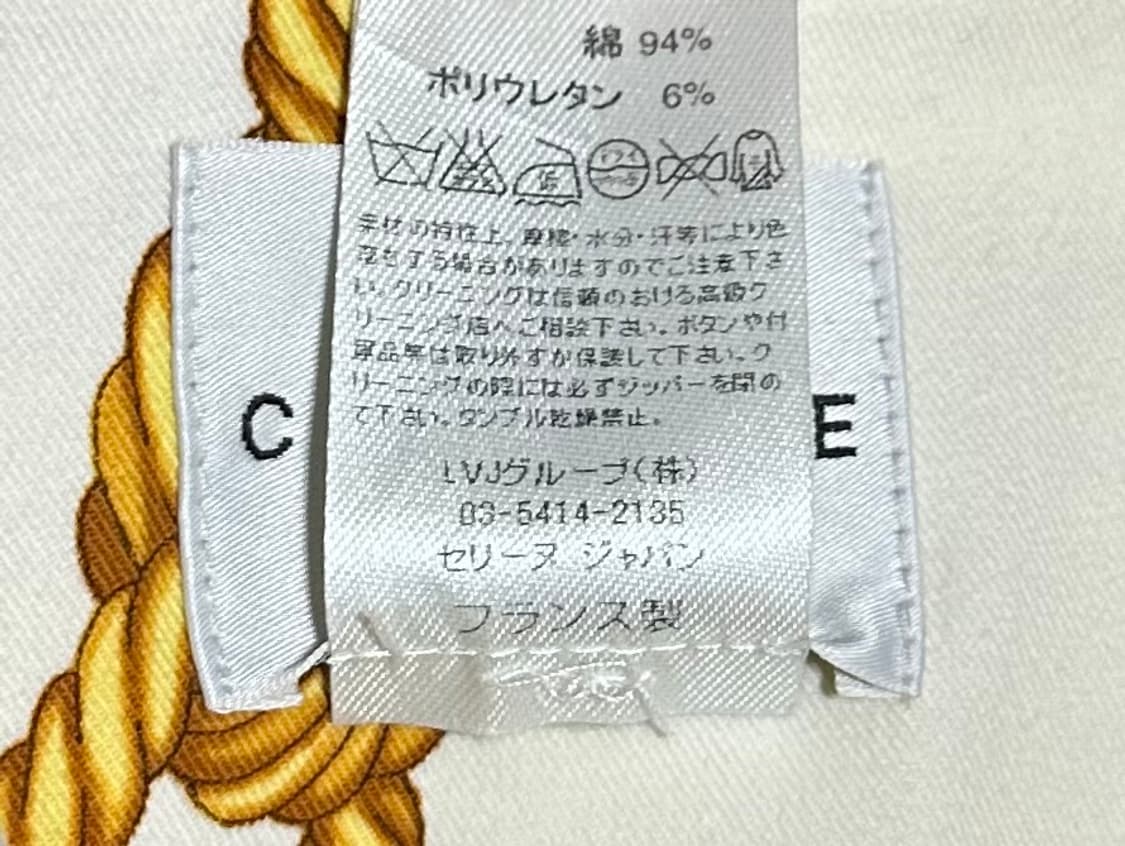 綿 94%
ポリウレタン 6%
素材の特性上、摩擦・水分・汗等により色
落をする場合がありますのでご注意下さ
い。クリーニングは信頼のおける高級ク
リーニング店へご相談下さい。ボタンや付
属品等は取り外すか保護して下さい。ク
リーニングの際には必ずジッパーを閉め
て下さい。タンブル乾燥禁止。
C E
LVJグループ(株)
03-5414-2135
セリーヌ ジャパン
フランス製